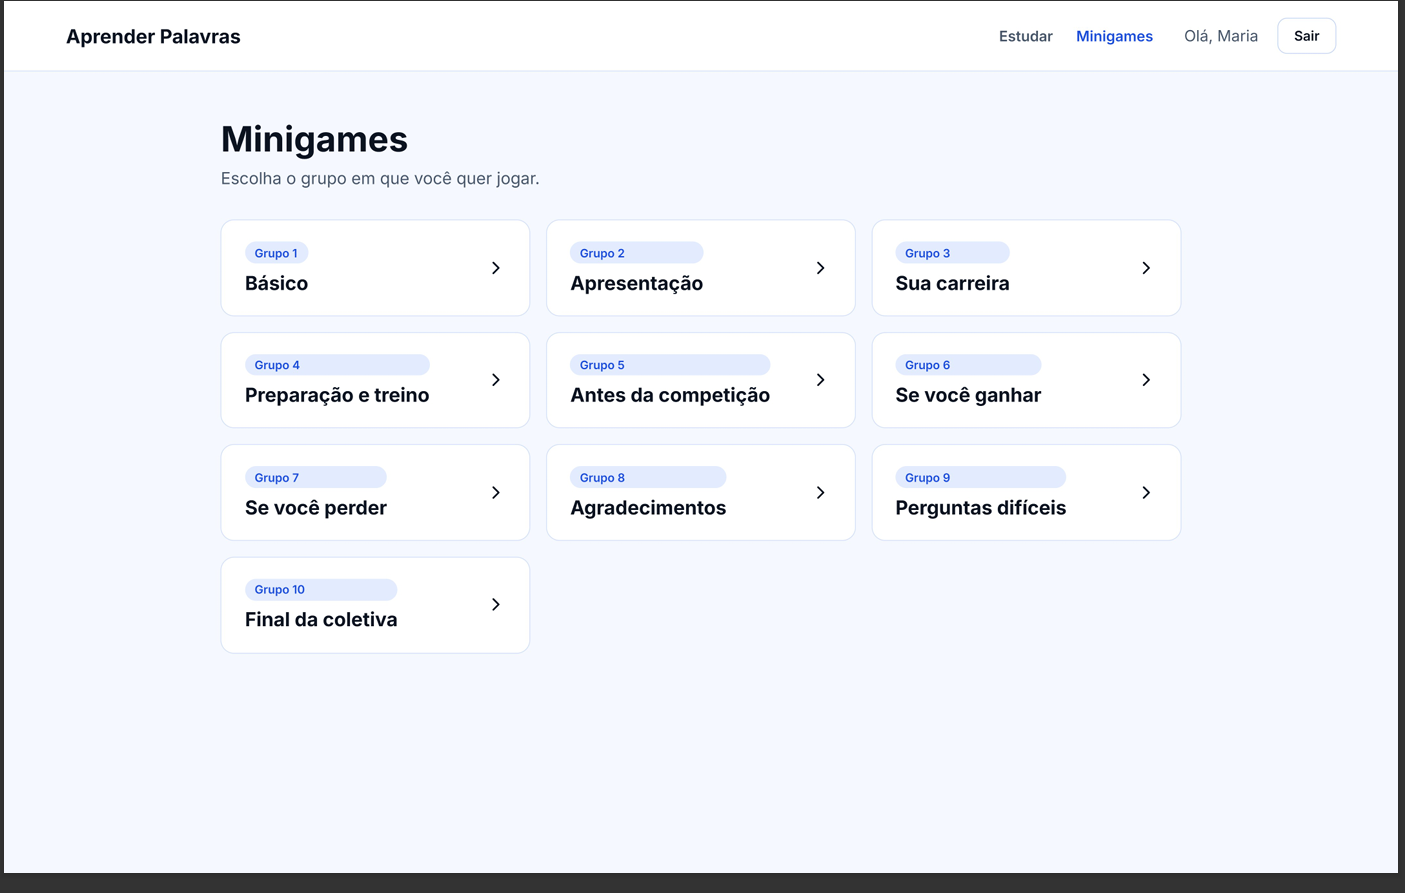 Aprender Palavras
Estudar
Minigames
Olá, Maria
Sair
Minigames
Escolha o grupo em que você quer jogar.
Grupo 1
Básico
Grupo 2
Apresentação
Grupo 3
Sua carreira
Grupo 4
Preparação e treino
Grupo 5
Antes da competição
Grupo 6
Se você ganhar
Grupo 7
Se você perder
Grupo 8
Agradecimentos
Grupo 9
Perguntas difíceis
Grupo 10
Final da coletiva